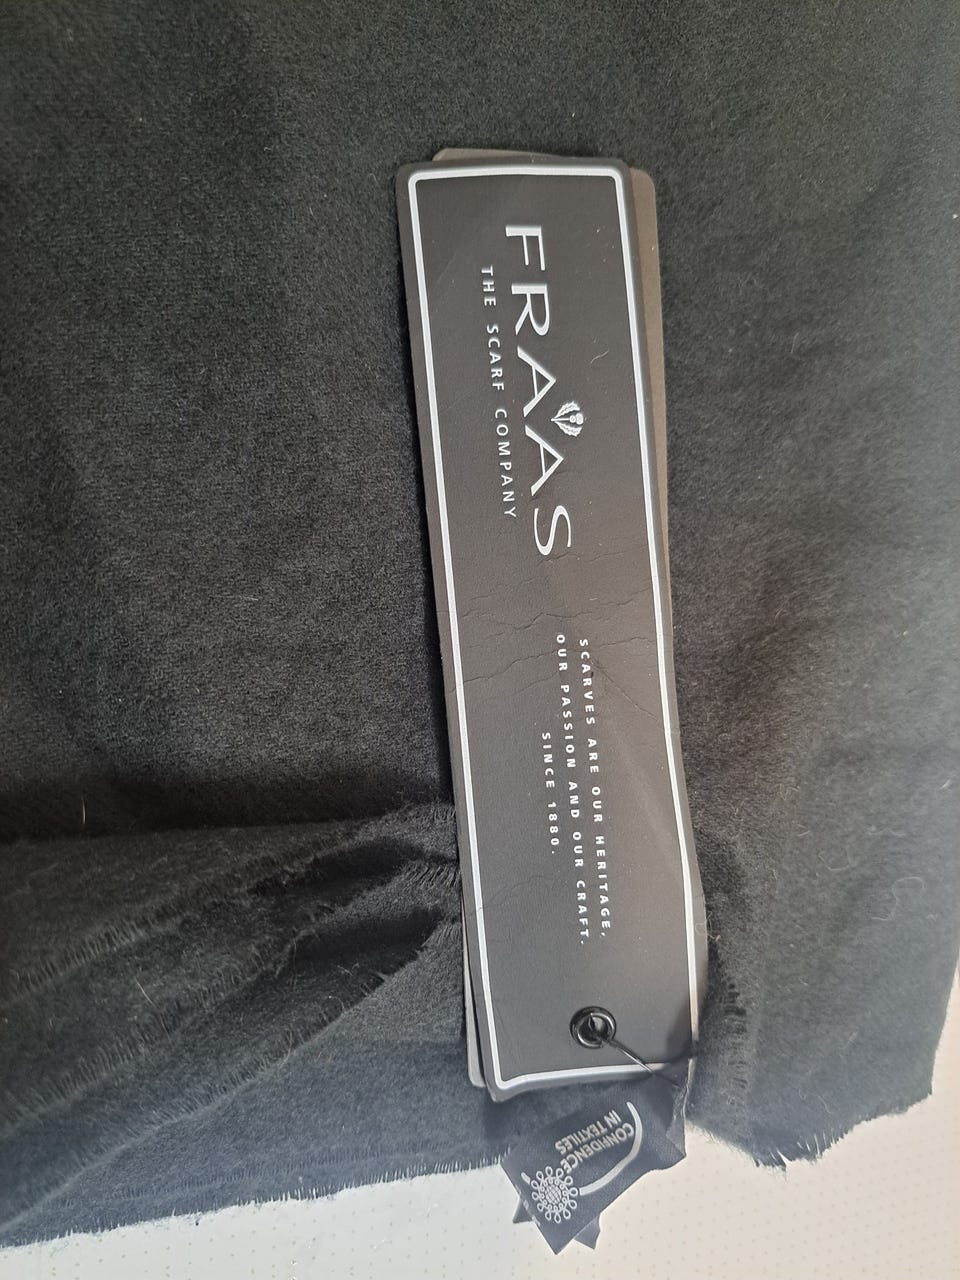 FRAAS
THE SCARF COMPANY
SCARVES ARE OUR HERITAGE,
OUR PASSION AND OUR CRAFT.
SINCE 1880.
CONFIDENCE
IN TEXTILES